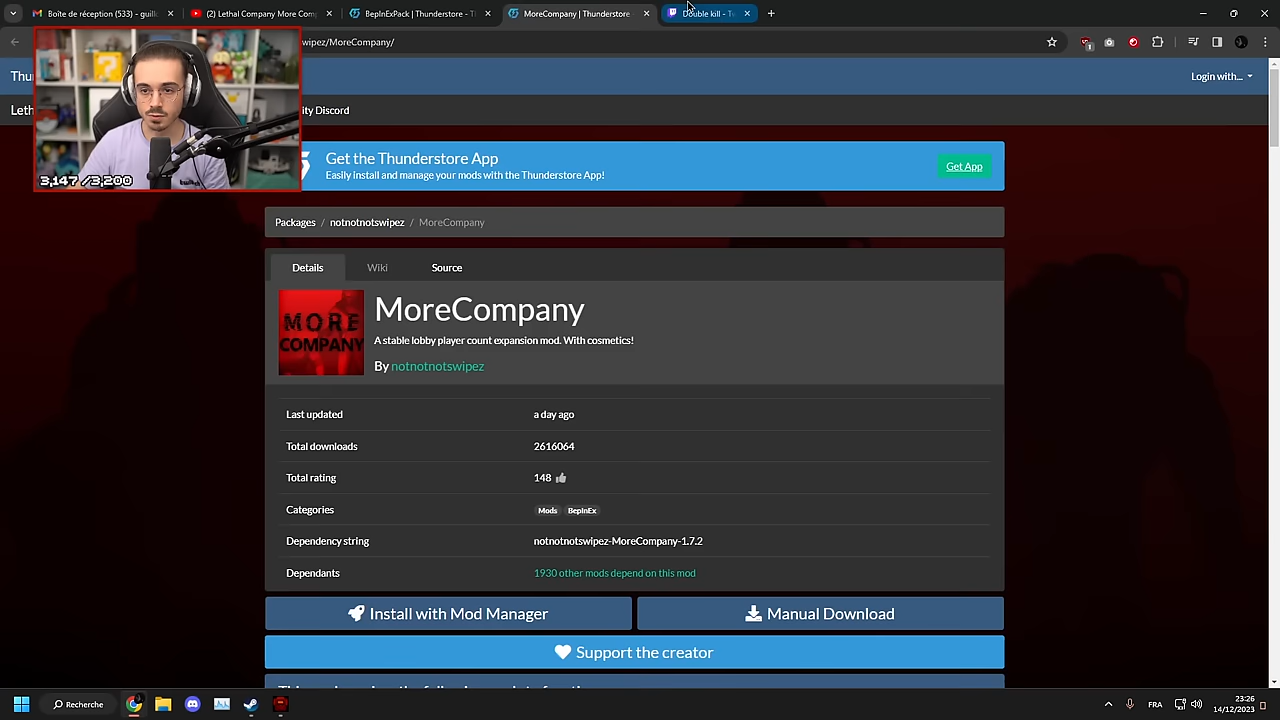 Boîte de réception (533) - guill
(2) Lethal Company More Comp
BepInExPack | Thunderstore - T
MoreCompany | Thunderstore
Double kill - Tw
wipez/MoreCompany/
Thu
Login with...
Leth
ity Discord
Get the Thunderstore App
Easily install and manage your mods with the Thunderstore App!
Get App
3,147 /3,200
Packages / notnotnotswipez / MoreCompany
Details
Wiki
Source
MORE
COMPANY
MoreCompany
A stable lobby player count expansion mod. With cosmetics!
By notnotnotswipez
Last updated
a day ago
Total downloads
2616064
Total rating
148
Categories
Mods
BepInEx
Dependency string
notnotnotswipez-MoreCompany-1.7.2
Dependants
1930 other mods depend on this mod
Install with Mod Manager
Manual Download
Support the creator
Recherche
FRA
23:26
14/12/2023